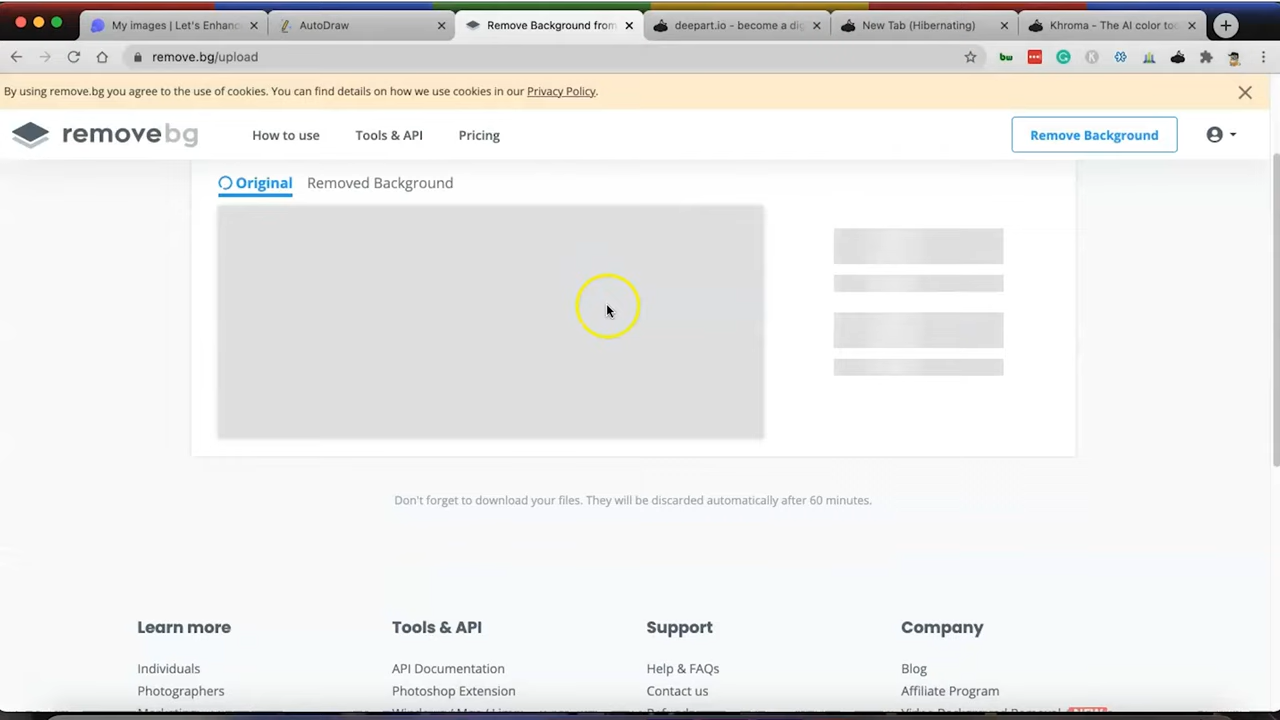 My images | Let's Enhanc
AutoDraw
Remove Background from
deepart.io - become a dig
New Tab (Hibernating)
Khroma - The AI color too
remove.bg/upload
By using remove.bg you agree to the use of cookies. You can find details on how we use cookies in our Privacy Policy.
removebg
How to use
Tools & API
Pricing
Remove Background
Original
Removed Background
Don't forget to download your files. They will be discarded automatically after 60 minutes.
Learn more
Tools & API
Support
Company
Individuals
API Documentation
Help & FAQs
Blog
Photographers
Photoshop Extension
Contact us
Affiliate Program